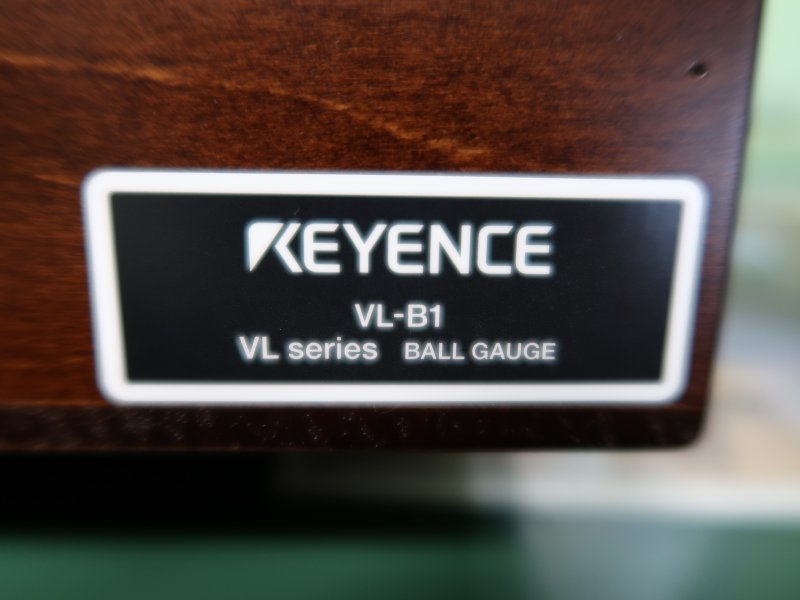 KEYENCE
VL-B1
VL series BALL GAUGE